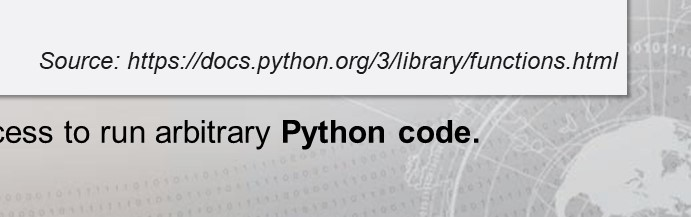 Source: https://docs.python.org/3/library/functions.html
cess to run arbitrary Python code.